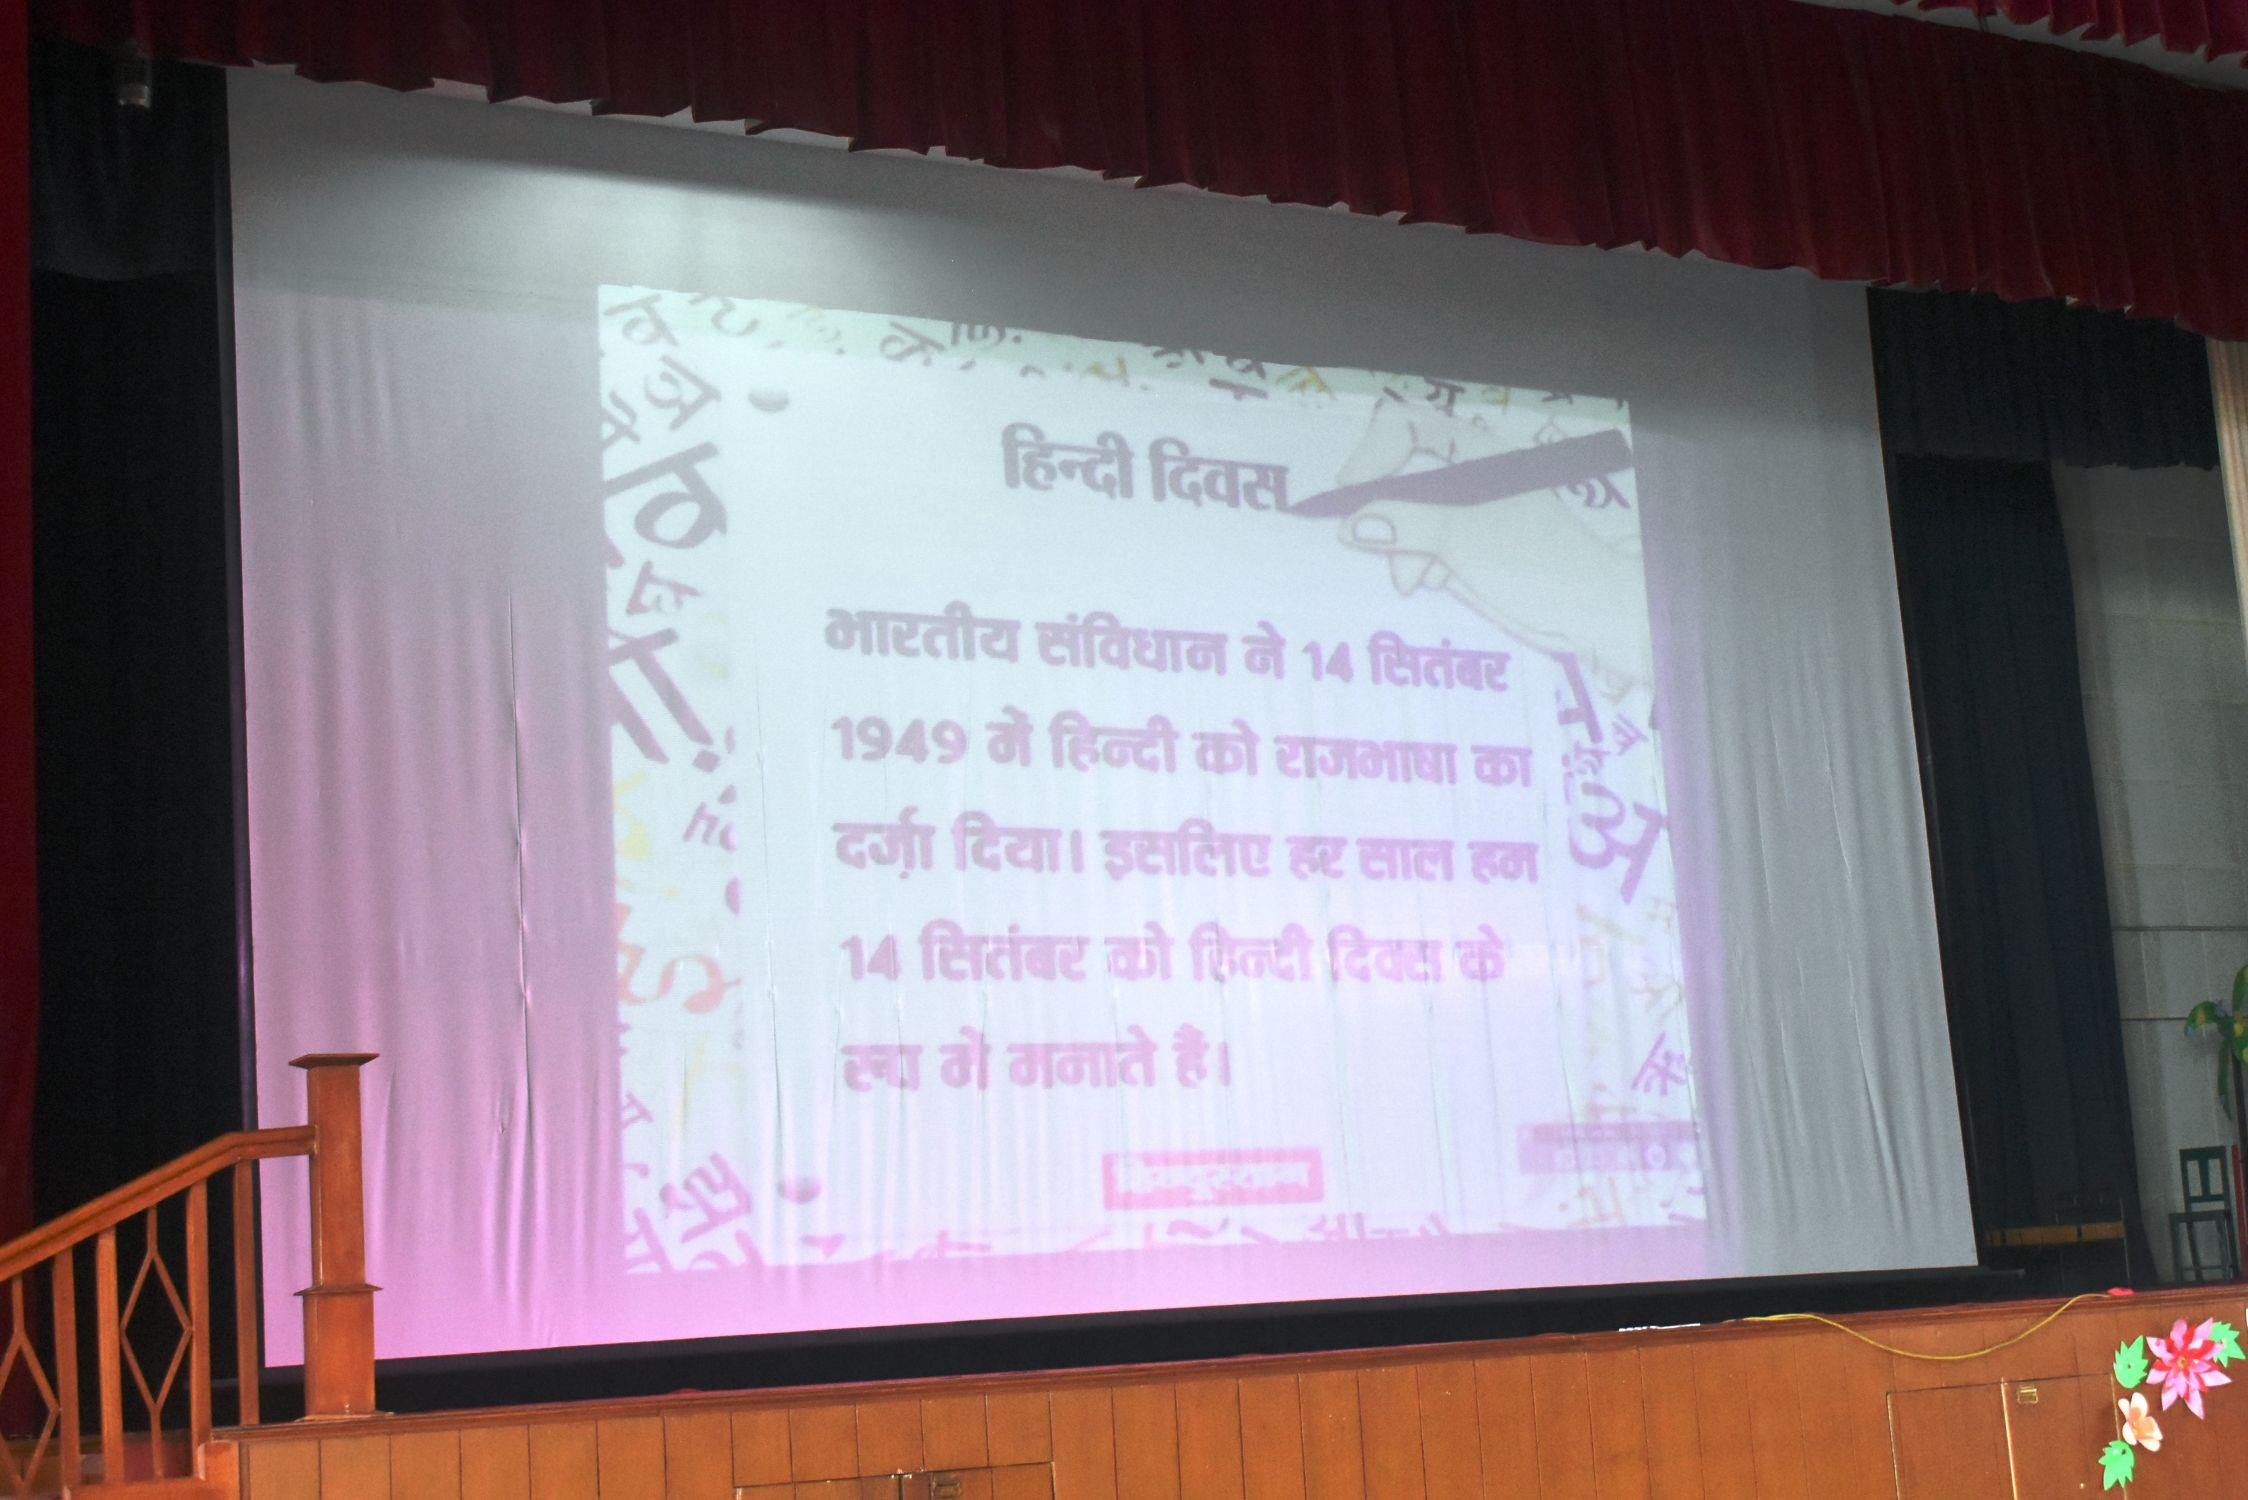 हिन्दी दिवस
भारतीय संविधान ने 14 सितंबर
1949 में हिन्दी को राजभाषा का
दर्ज़ा दिया। इसलिए हर साल हम
14 सितंबर को हिन्दी दिवस के
रूप में मनाते हैं।